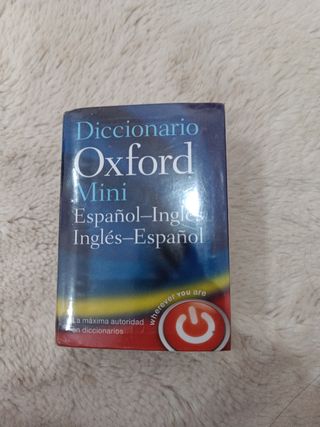 Diccionario
Oxford
Mini
Español–Inglés
Inglés–Español
La máxima autoridad
en diccionarios
wherever you are